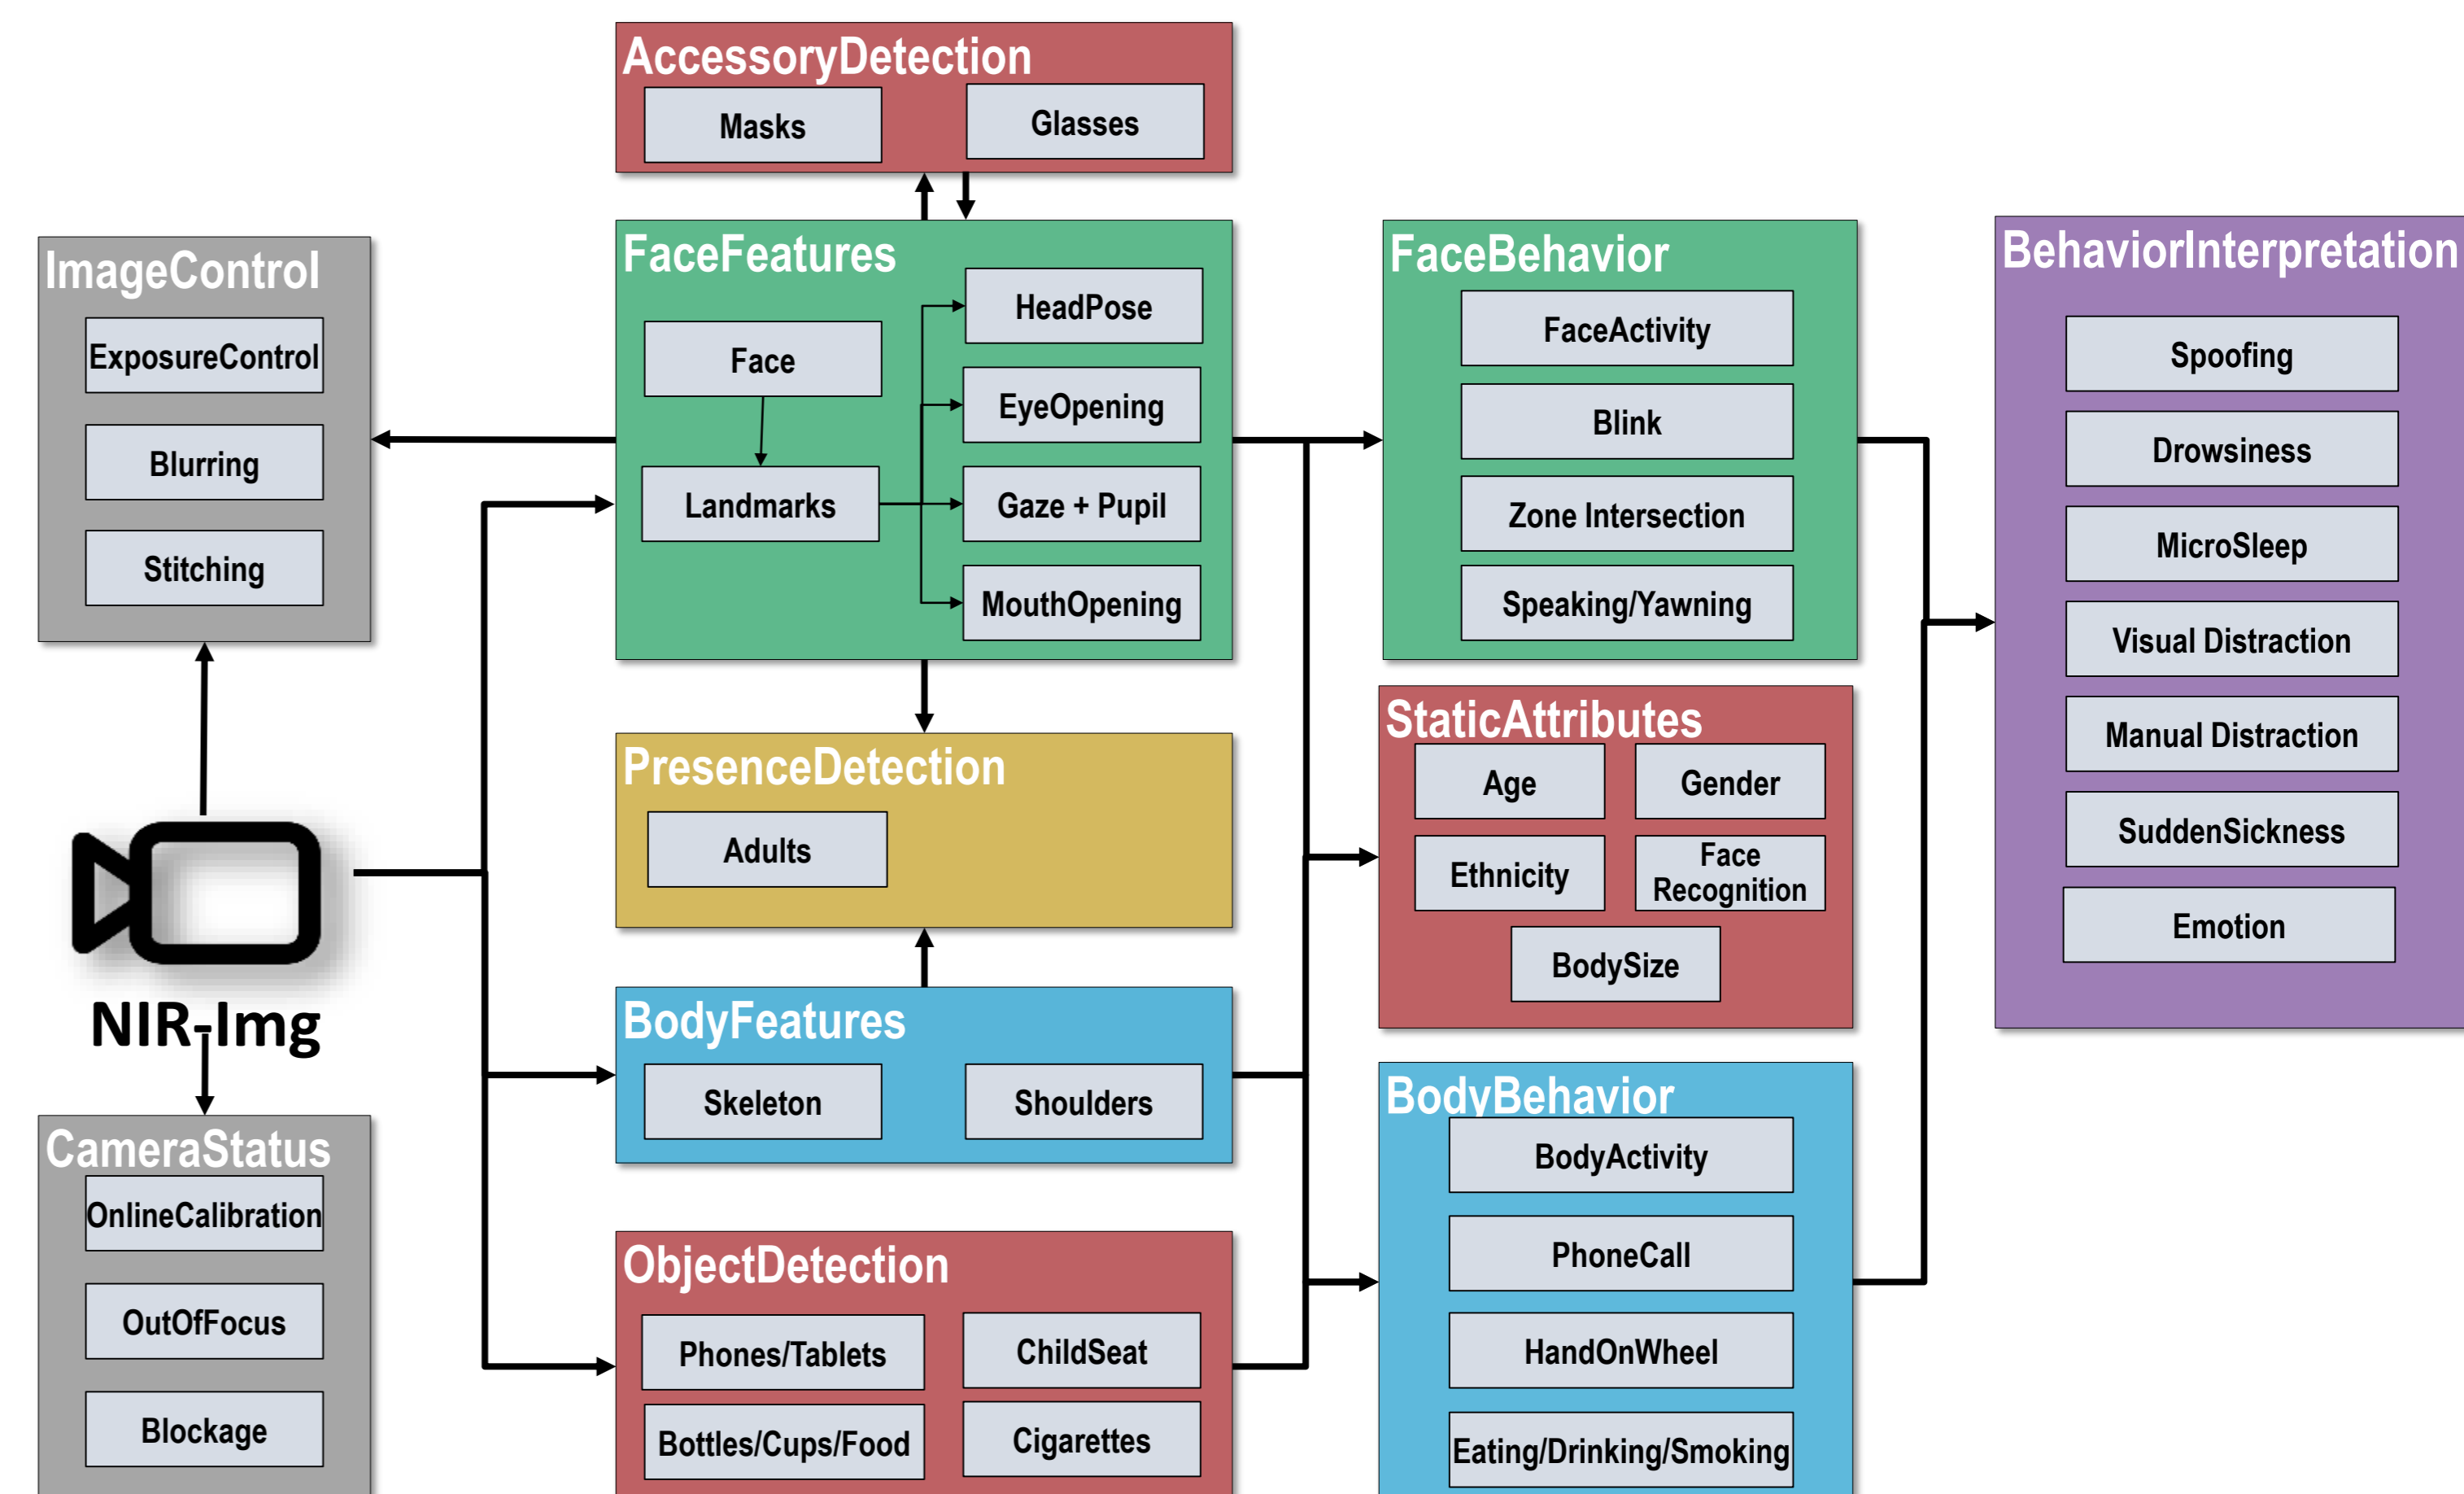 AccessoryDetection
Masks
Glasses
ImageControl
ExposureControl
Blurring
Stitching
FaceFeatures
Face
Landmarks
HeadPose
EyeOpening
Gaze + Pupil
MouthOpening
FaceBehavior
FaceActivity
Blink
Zone Intersection
Speaking/Yawning
BehaviorInterpretation
Spoofing
Drowsiness
MicroSleep
Visual Distraction
Manual Distraction
SuddenSickness
Emotion
PresenceDetection
Adults
StaticAttributes
Age
Gender
Ethnicity
Face
Recognition
BodySize
NIR-Img
BodyFeatures
Skeleton
Shoulders
BodyBehavior
BodyActivity
PhoneCall
HandOnWheel
Eating/Drinking/Smoking
CameraStatus
OnlineCalibration
OutOfFocus
Blockage
ObjectDetection
Phones/Tablets
ChildSeat
Bottles/Cups/Food
Cigarettes